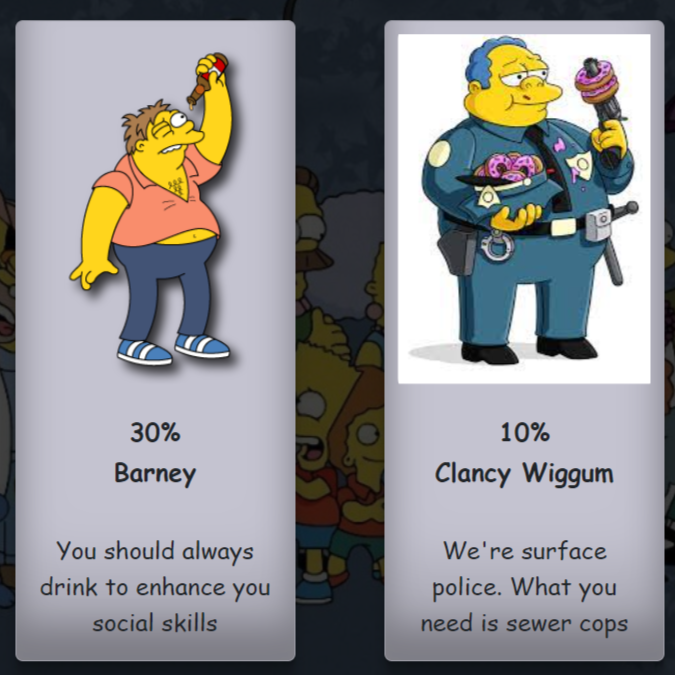 30%
Barney
You should always
drink to enhance you
social skills
10%
Clancy Wiggum
We're surface
police. What you
need is sewer cops